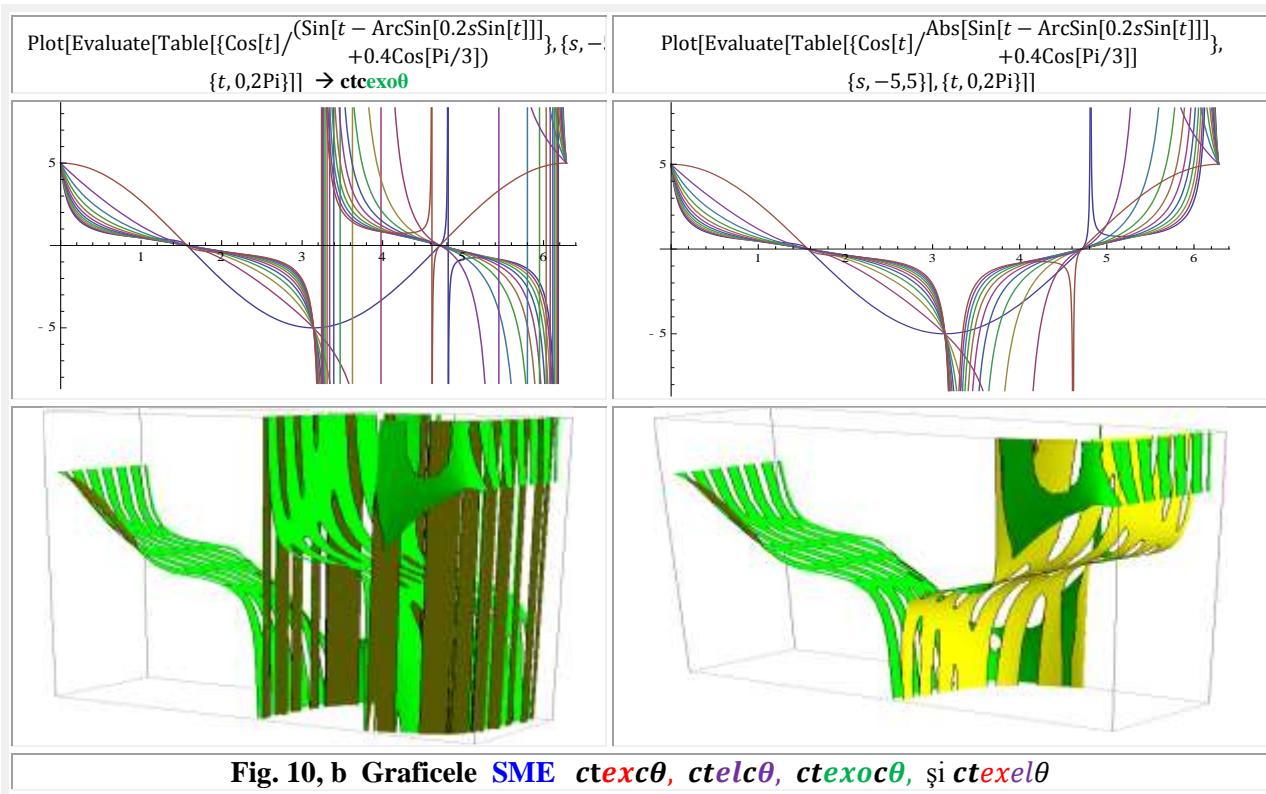 Plot[Evaluate[Table[{Cos[t]/(Sin[t − ArcSin[0.2sSin[t]]]
+0.4Cos[Pi/3])
}, {s, −5
{t, 0,2Pi}]] → ctcexoθ
Plot[Evaluate[Table[{Cos[t]/Abs[Sin[t − ArcSin[0.2sSin[t]]]
+0.4Cos[Pi/3]]
},
{s, −5,5}], {t, 0,2Pi}]]
5
1 2 3 4 5 6
- 5
5
1 2 3 4 5 6
- 5
Fig. 10, b Graficele SME ctexcθ, ctelcθ, ctexocθ, și ctexelθ